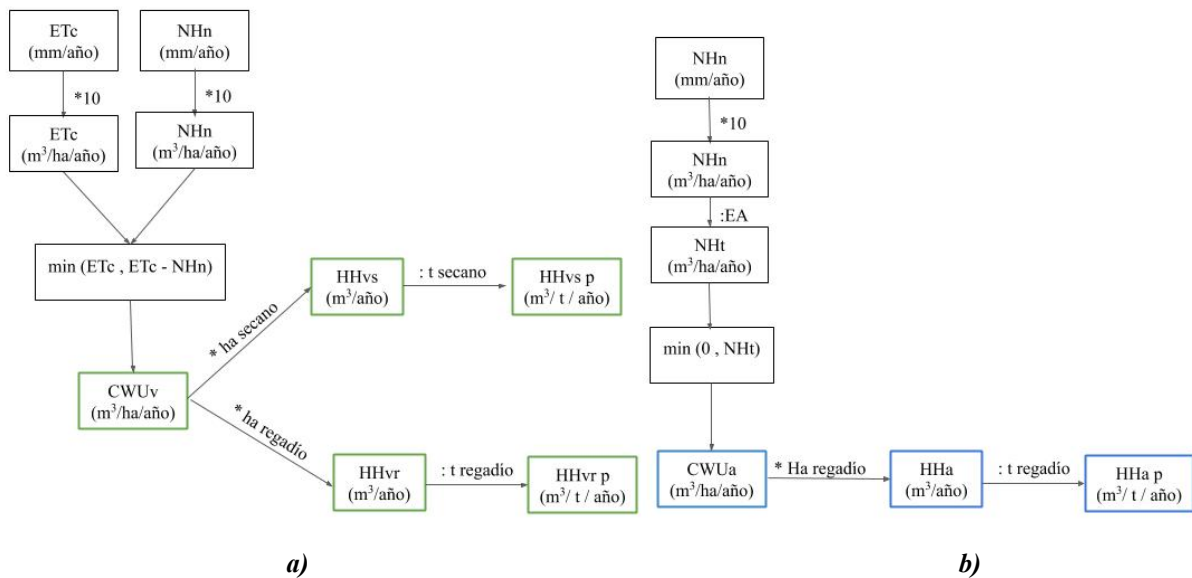 ETc
(mm/año)
NHn
(mm/año)
*10
*10
ETc
(m³/ha/año)
NHn
(m³/ha/año)
min (ETc , ETc - NHn)
CWUv
(m³/ha/año)
* ha secano
HHvs
(m³/año)
: t secano
HHvs p
(m³/ t / año)
* ha regadío
HHvr
(m³/año)
: t regadío
HHvr p
(m³/ t / año)
a)
NHn
(mm/año)
*10
NHn
(m³/ha/año)
:EA
NHt
(m³/ha/año)
min (0 , NHt)
CWUa
(m³/ha/año)
* Ha regadío
HHa
(m³/año)
: t regadío
HHa p
(m³/ t / año)
b)